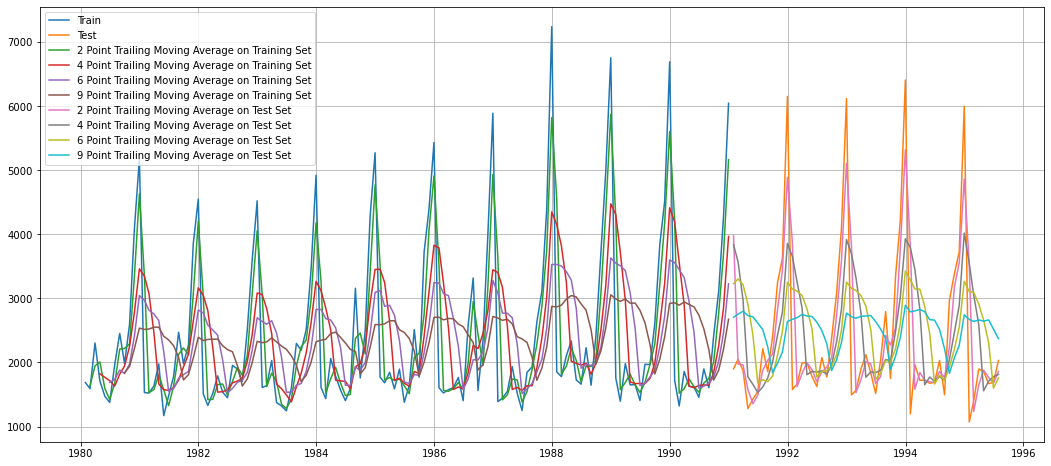 Train
Test
2 Point Trailing Moving Average on Training Set
4 Point Trailing Moving Average on Training Set
6 Point Trailing Moving Average on Training Set
9 Point Trailing Moving Average on Training Set
2 Point Trailing Moving Average on Test Set
4 Point Trailing Moving Average on Test Set
6 Point Trailing Moving Average on Test Set
9 Point Trailing Moving Average on Test Set
7000
6000
5000
4000
3000
2000
1000
1980 1982 1984 1986 1988 1990 1992 1994 1996